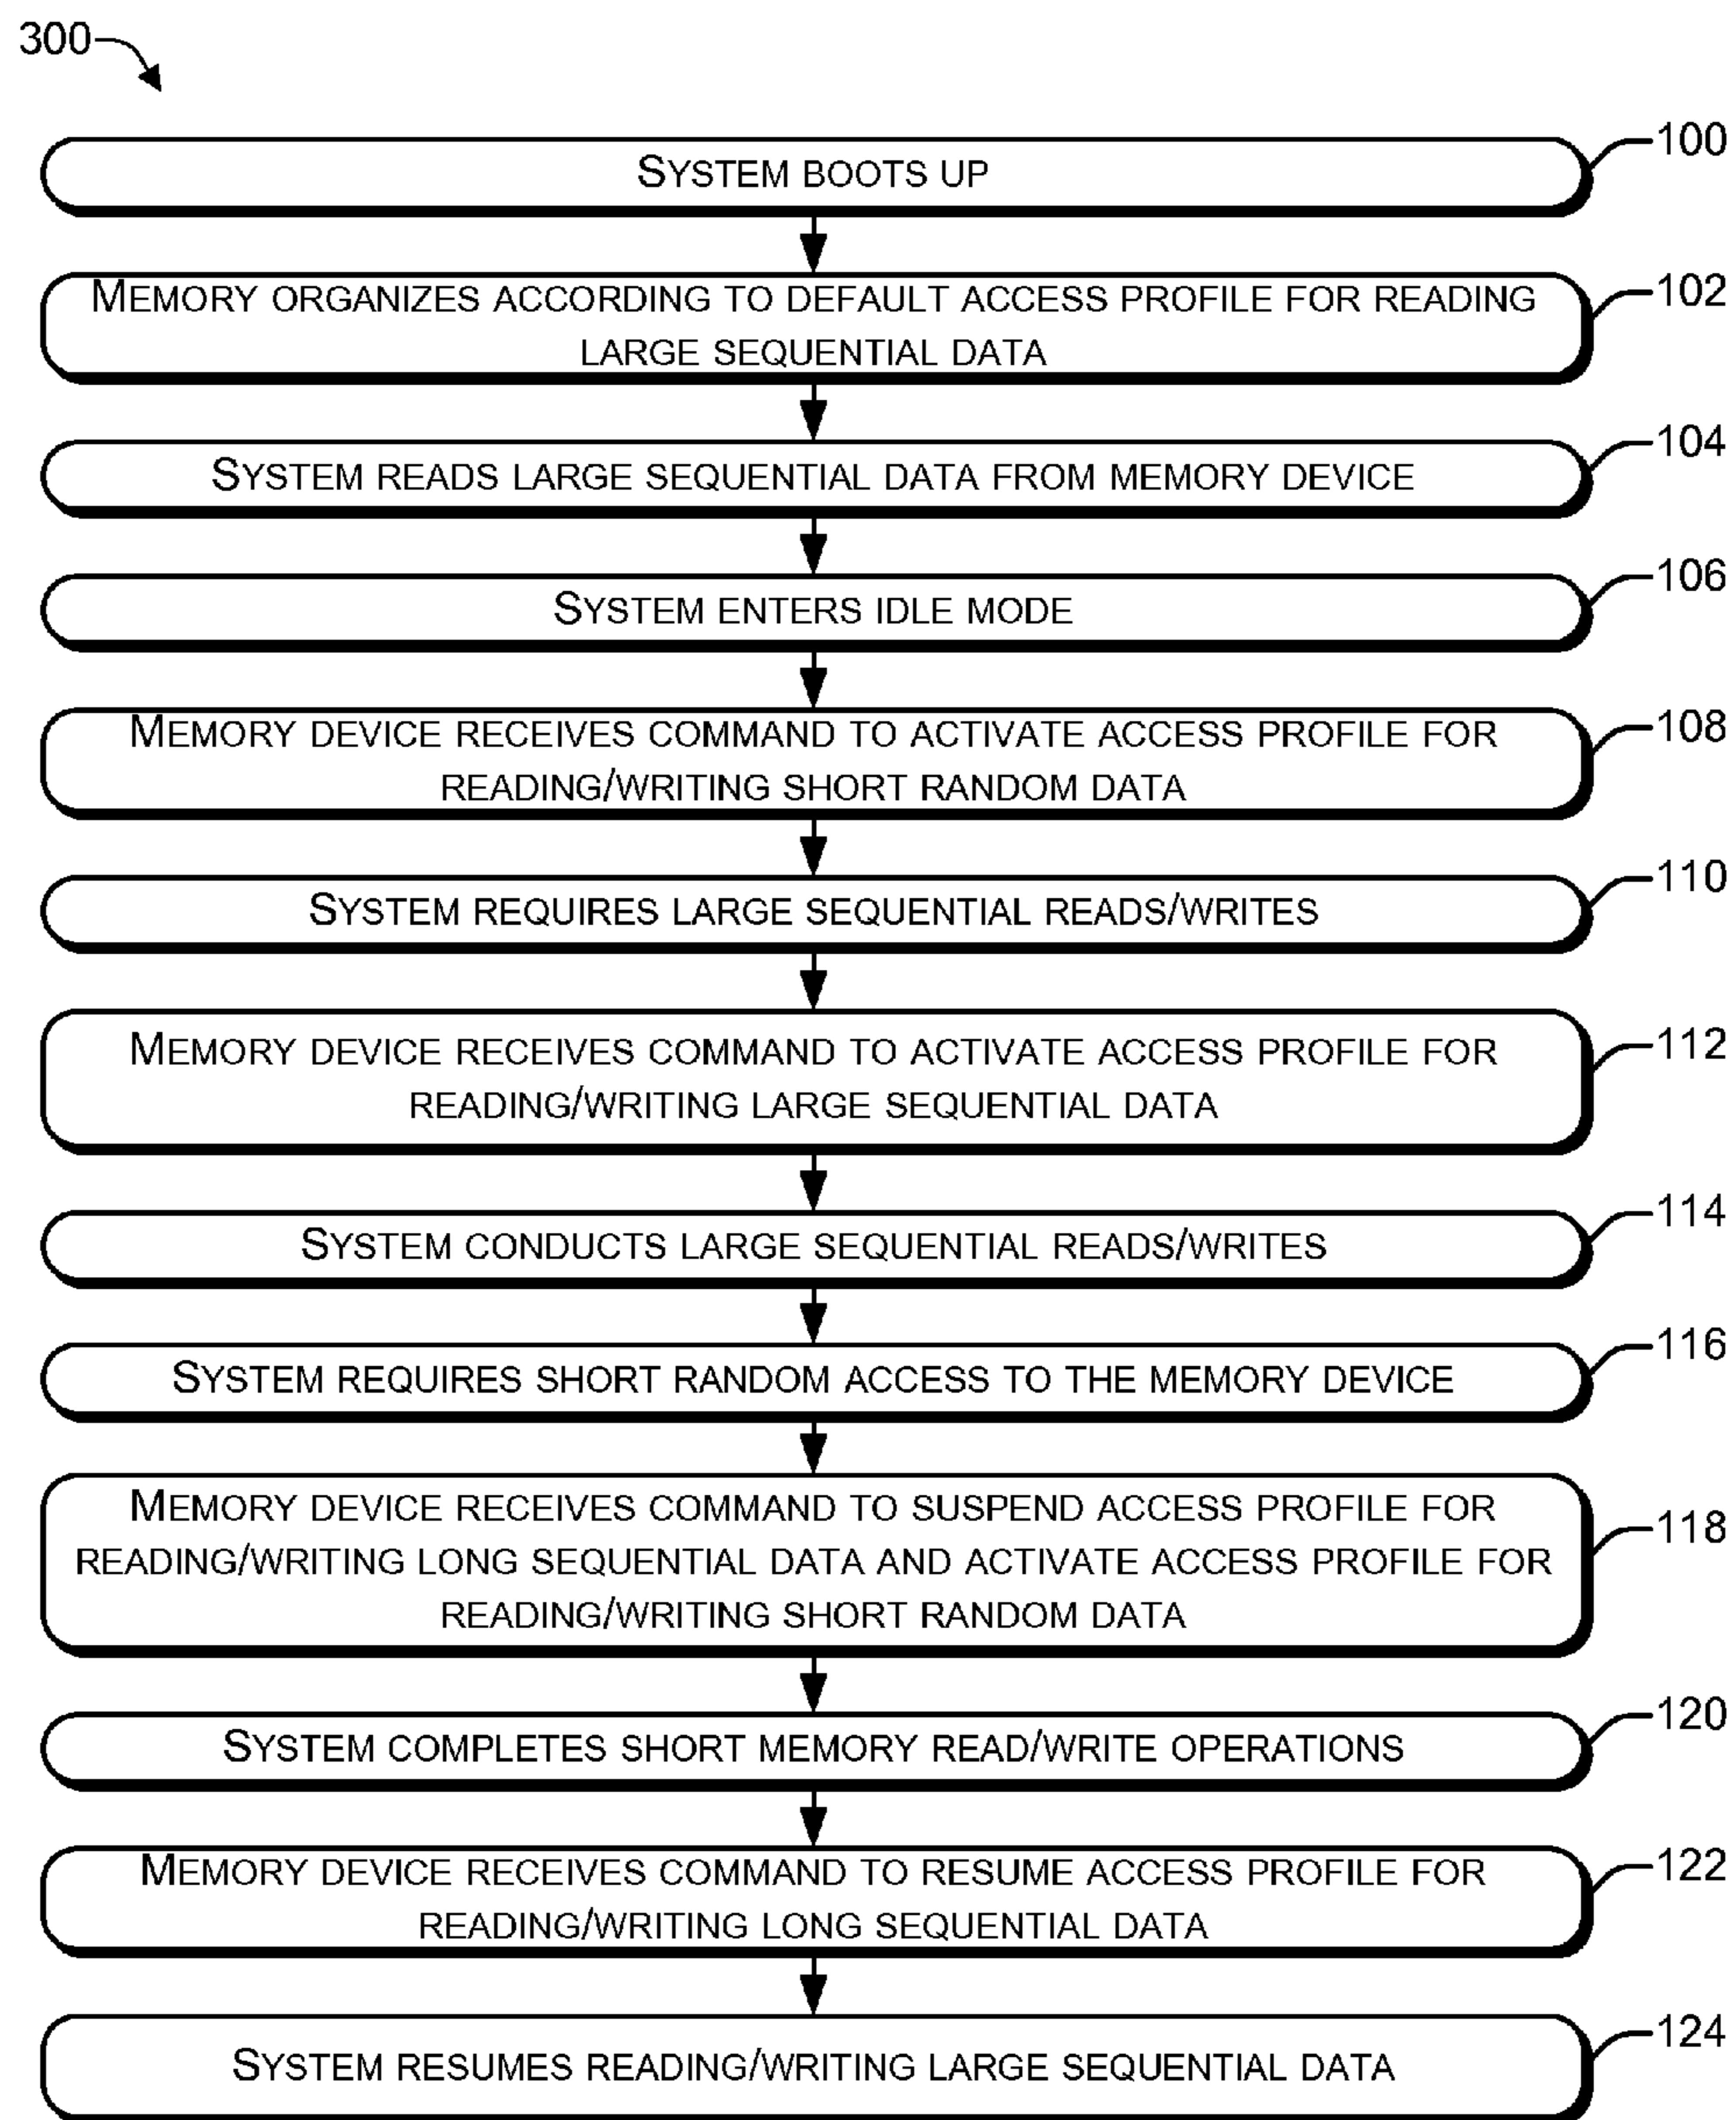 300
100
SYSTEM BOOTS UP
102
MEMORY ORGANIZES ACCORDING TO DEFAULT ACCESS PROFILE FOR READING
LARGE SEQUENTIAL DATA
104
SYSTEM READS LARGE SEQUENTIAL DATA FROM MEMORY DEVICE
106
SYSTEM ENTERS IDLE MODE
108
MEMORY DEVICE RECEIVES COMMAND TO ACTIVATE ACCESS PROFILE FOR
READING/WRITING SHORT RANDOM DATA
110
SYSTEM REQUIRES LARGE SEQUENTIAL READS/WRITES
112
MEMORY DEVICE RECEIVES COMMAND TO ACTIVATE ACCESS PROFILE FOR
READING/WRITING LARGE SEQUENTIAL DATA
114
SYSTEM CONDUCTS LARGE SEQUENTIAL READS/WRITES
116
SYSTEM REQUIRES SHORT RANDOM ACCESS TO THE MEMORY DEVICE
118
MEMORY DEVICE RECEIVES COMMAND TO SUSPEND ACCESS PROFILE FOR
READING/WRITING LONG SEQUENTIAL DATA AND ACTIVATE ACCESS PROFILE FOR
READING/WRITING SHORT RANDOM DATA
120
SYSTEM COMPLETES SHORT MEMORY READ/WRITE OPERATIONS
122
MEMORY DEVICE RECEIVES COMMAND TO RESUME ACCESS PROFILE FOR
READING/WRITING LONG SEQUENTIAL DATA
124
SYSTEM RESUMES READING/WRITING LARGE SEQUENTIAL DATA